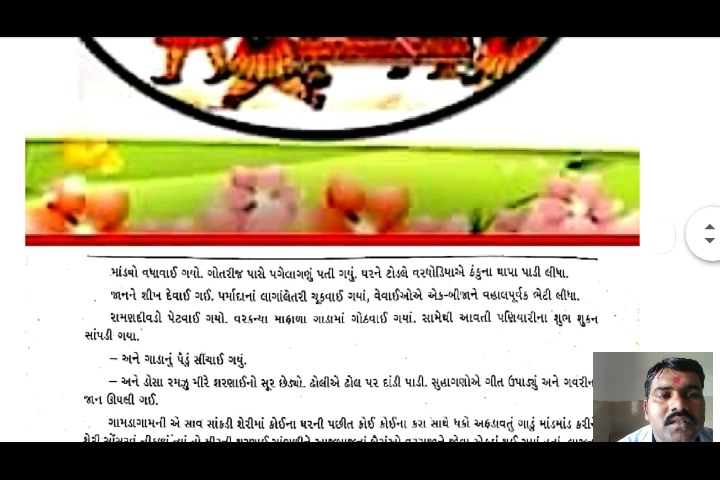 માંડવો વધાવાઈ ગયો. ગોતરીજ પાસે પગેલાગણું પતી ગયું. ઘરને ટોડલે વરઘોડિયાએ કંકુના થાપા પાડી લીધા.
જાનને શીખ દેવાઈ ગઈ. ધર્માદાનાં લાગાંલેતરી ચૂકવાઈ ગયાં, વેવાઈઓએ એક-બીજાને વહાલપૂર્વક ભેટી લીધા.
રામણદીવડો પેટવાઈ ગયો. વરકન્યા માફાળા ગાડામાં ગોઠવાઈ ગયાં. સામેથી આવતી પણિયારીના શુભ શુકન
સાંપડી ગયા.
– અને ગાડાનું પૈડું સીંચાઈ ગયું.
– અને ડોસા રમઝુ મીરે શરણાઈનો સૂર છેડ્યો. ઢોલીએ ઢોલ પર દાંડી પાડી. સુહાગણોએ ગીત ઉપાડ્યું અને ગવરીની
જાન ઊઘલી ગઈ.
ગામડાગામની એ સાવ સાંકડી શેરીમાં કોઈના ઘરની પછીત કોઈ કોઈના કરા સાથે ધકો અફડાવતું ગાડું માંડમાંડ કરીને